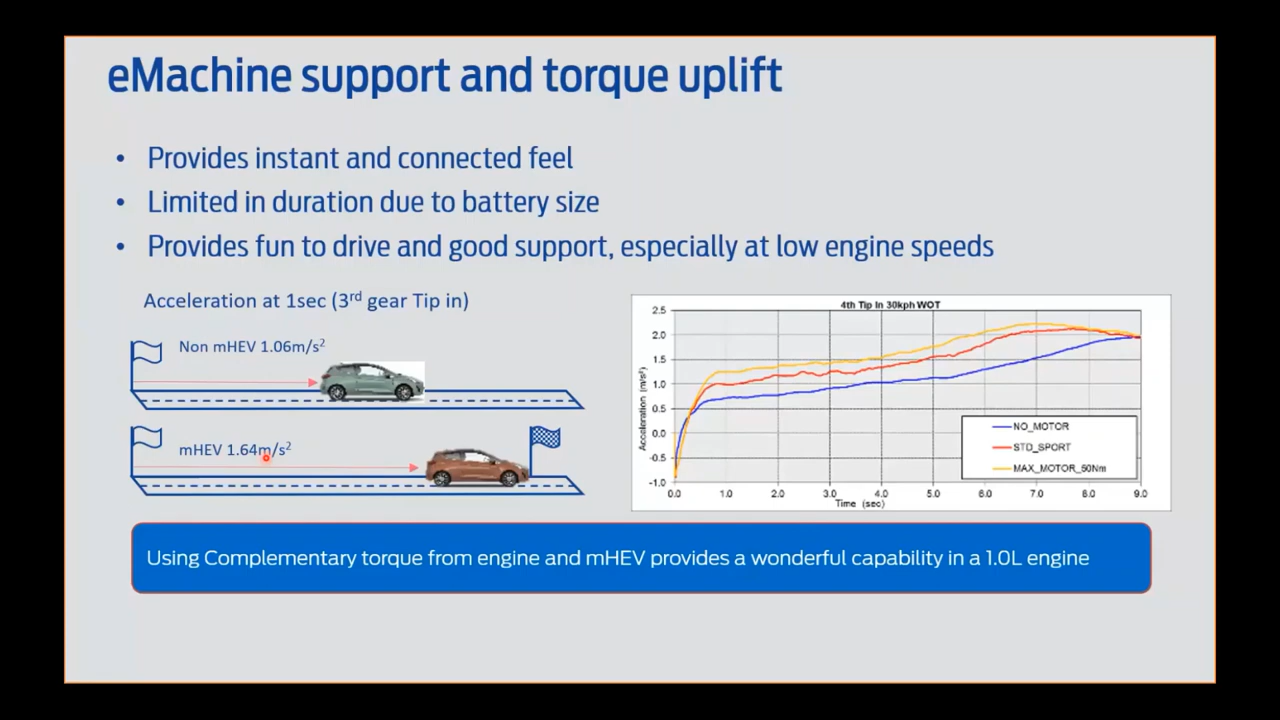 eMachine support and torque uplift
• Provides instant and connected feel
• Limited in duration due to battery size
• Provides fun to drive and good support, especially at low engine speeds
Acceleration at 1sec (3rd gear Tip in)
Non mHEV 1.06m/s²
mHEV 1.64m/s²
4th Tip In 30kph WOT
Acceleration (m/s²)
2.5
2.0
1.5
1.0
0.5
0.0
-0.5
-1.0
NO_MOTOR
STD_SPORT
MAX_MOTOR_50Nm
0.0 1.0 2.0 3.0 4.0 5.0 6.0 7.0 8.0 9.0
Time (sec)
Using Complementary torque from engine and mHEV provides a wonderful capability in a 1.0L engine